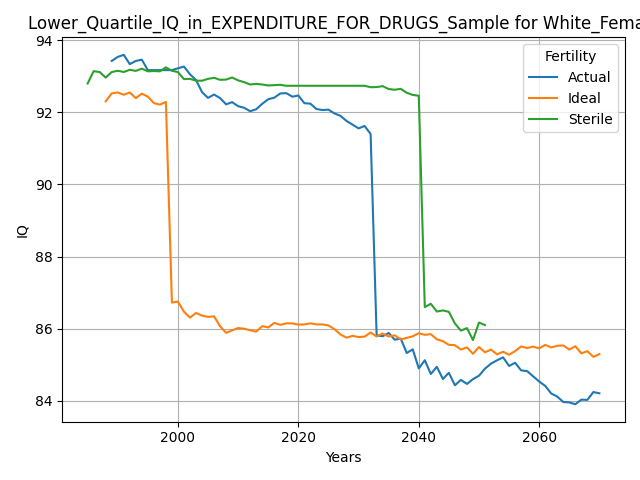 Lower_Quartile_IQ_in_EXPENDITURE_FOR_DRUGS_Sample for White_Fema
94
92
90
88
86
84
IQ
Fertility
Actual
Ideal
Sterile
2000 2020 2040 2060
Years